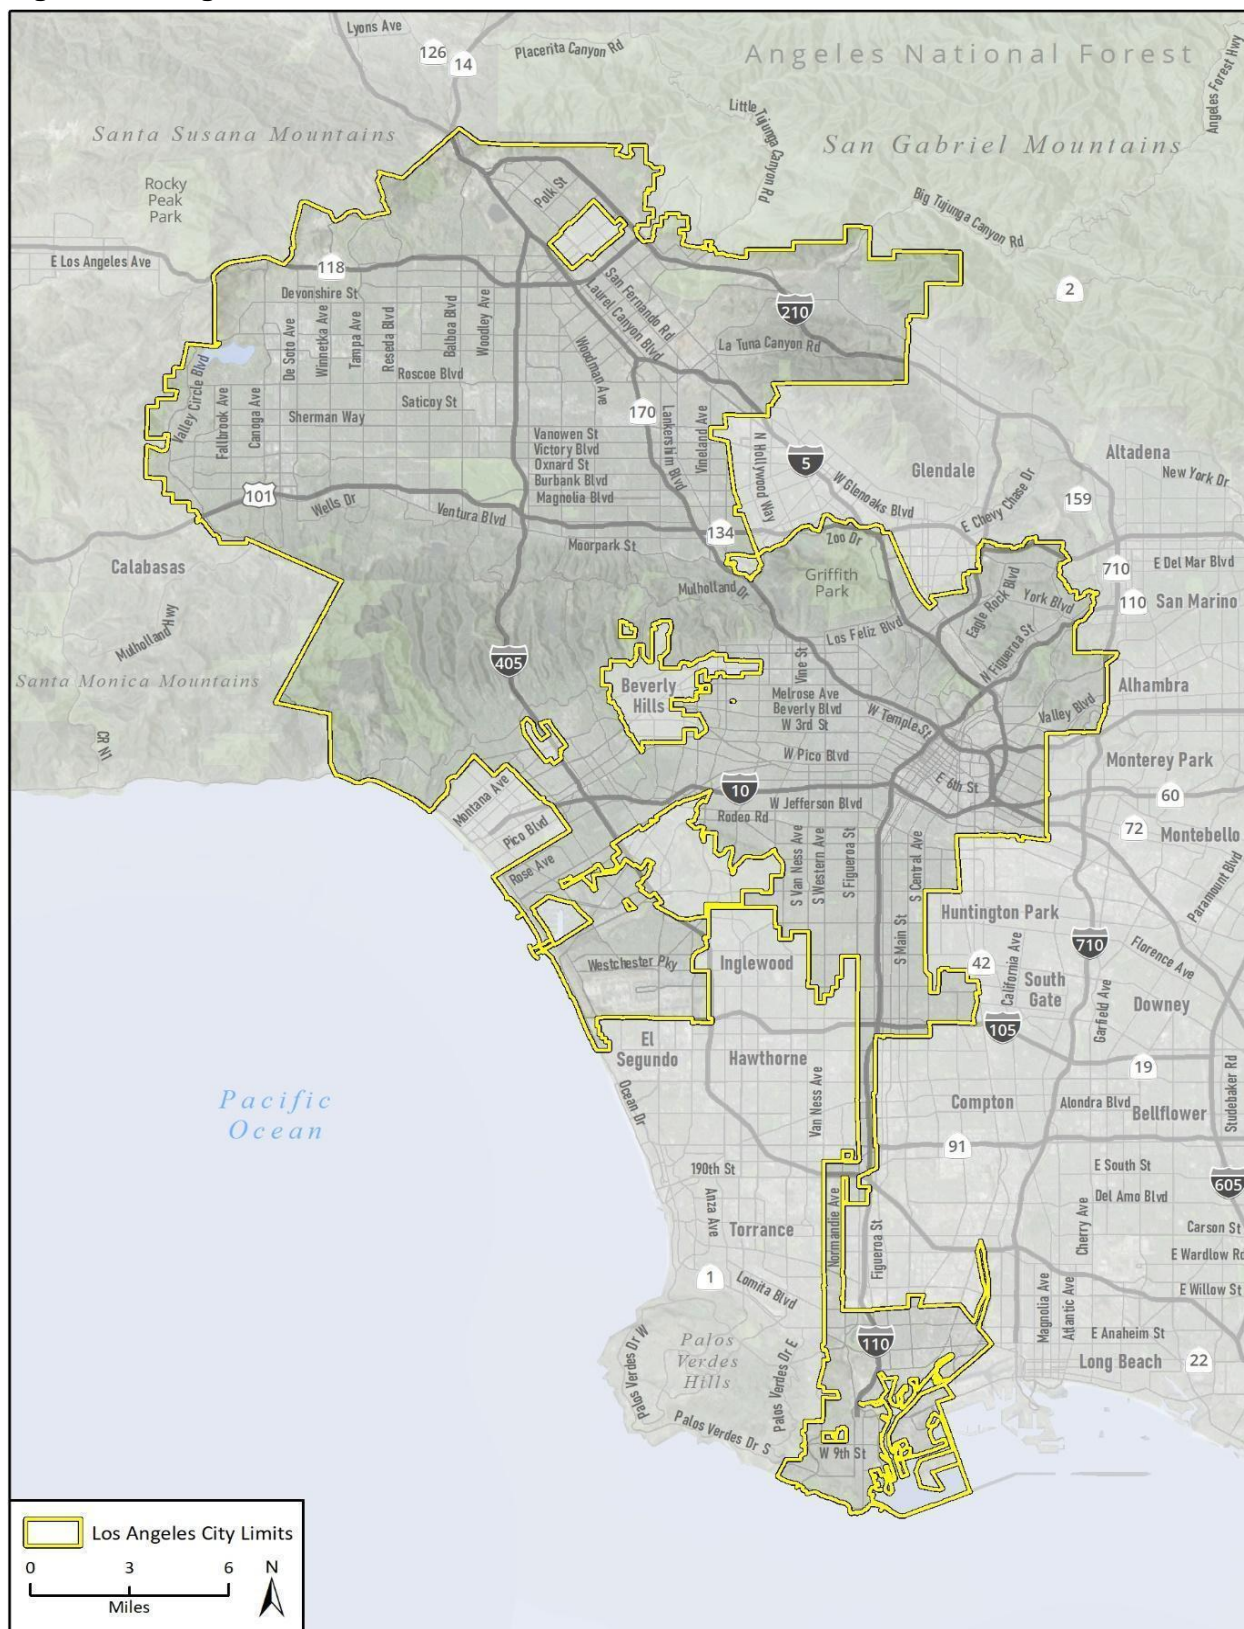 Lyons Ave
126
14
Placerita Canyon Rd
Angeles National Forest
Angeles Forest Hwy
Santa Susana Mountains
Little Tujunga Canyon Rd
San Gabriel Mountains
Rocky
Peak
Park
Polk St
Big Tujunga Canyon Rd
E Los Angeles Ave
118
Devonshire St
San Fernando Rd
Laurel Canyon Blvd
210
2
De Soto Ave
Winnetka Ave
Tampa Ave
Reseda Blvd
Balboa Blvd
Woodley Ave
Woodman Ave
La Tuna Canyon Rd
Valley Circle Blvd
Roscoe Blvd
Fallbrook Ave
Canoga Ave
Saticoy St
Sherman Way
170
Lankershim Blvd
Vineland Ave
N Hollywood Way
Vanowen St
Victory Blvd
Oxnard St
Burbank Blvd
Magnolia Blvd
5
Glendale
Altadena
New York Dr
101
Wells Dr
Ventura Blvd
W Glenoaks Blvd
E Chevy Chase Dr
159
134
Moorpark St
Zoo Dr
Calabasas
Mulholland Dr
Griffith
Park
710
E Del Mar Blvd
Eagle Rock Blvd
York Blvd
110
San Marino
Mulholland Hwy
Los Feliz Blvd
N Figueroa St
405
Vine St
Santa Monica Mountains
Beverly
Hills
Melrose Ave
Beverly Blvd
W 3rd St
W Temple St
Alhambra
Valley Blvd
CR N1
W Pico Blvd
Monterey Park
E 6th St
Montana Ave
10
W Jefferson Blvd
60
Rodeo Rd
Pico Blvd
72
Montebello
Rose Ave
S Van Ness Ave
S Western Ave
S Figueroa St
S Central Ave
Paramount Blvd
Huntington Park
S Main St
710
Florence Ave
Westchester Pky
Inglewood
42
California Ave
South
Gate
Garfield Ave
Downey
105
El
Segundo
Hawthorne
19
Studebaker Rd
Pacific
Ocean
Ocean Dr
Van Ness Ave
Compton
Alondra Blvd
Bellflower
91
190th St
E South St
605
Anza Ave
Normandie Ave
Del Amo Blvd
Torrance
Figueroa St
Cherry Ave
Carson St
E Wardlow Rd
1
Lomita Blvd
Magnolia Ave
Atlantic Ave
E Willow St
Palos Verdes Dr W
Palos
Verdes
Hills
Palos Verdes Dr E
110
E Anaheim St
Long Beach
22
Palos Verdes Dr S
W 9th St
Los Angeles City Limits
0 3 6
Miles
N